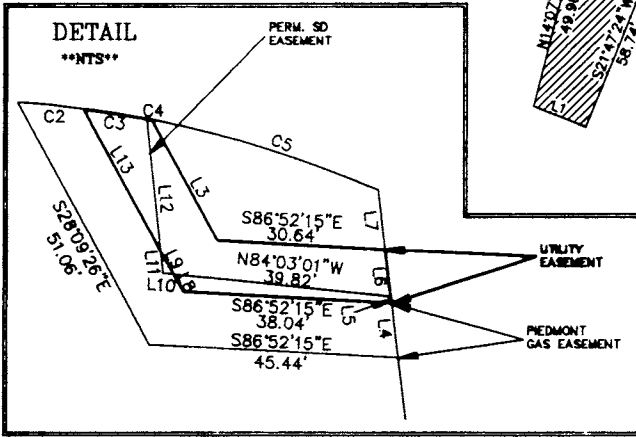 DETAIL
**NTS**
PERM. SD
EASEMENT
C2
C3
C4
C5
L13
L12
L3
L7
S28°09'26"E
51.06'
S86°52'15"E
30.64'
N84°03'01"W
39.82'
L11
L9
L8
L10
L6
L5
L4
S86°52'15"E
38.04'
S86°52'15"E
45.44'
UTILITY
EASEMENT
PIEDMONT
GAS EASEMENT
N14°07
49.90
S21°47'24"W
58.74'
L1